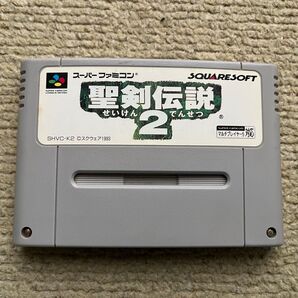 スーパーファミコン®
SQUARESOFT
聖剣伝説
せいけん でんせつ
2
®
SHVC-K2 ©スクウェア1993
マルチプレイヤー5